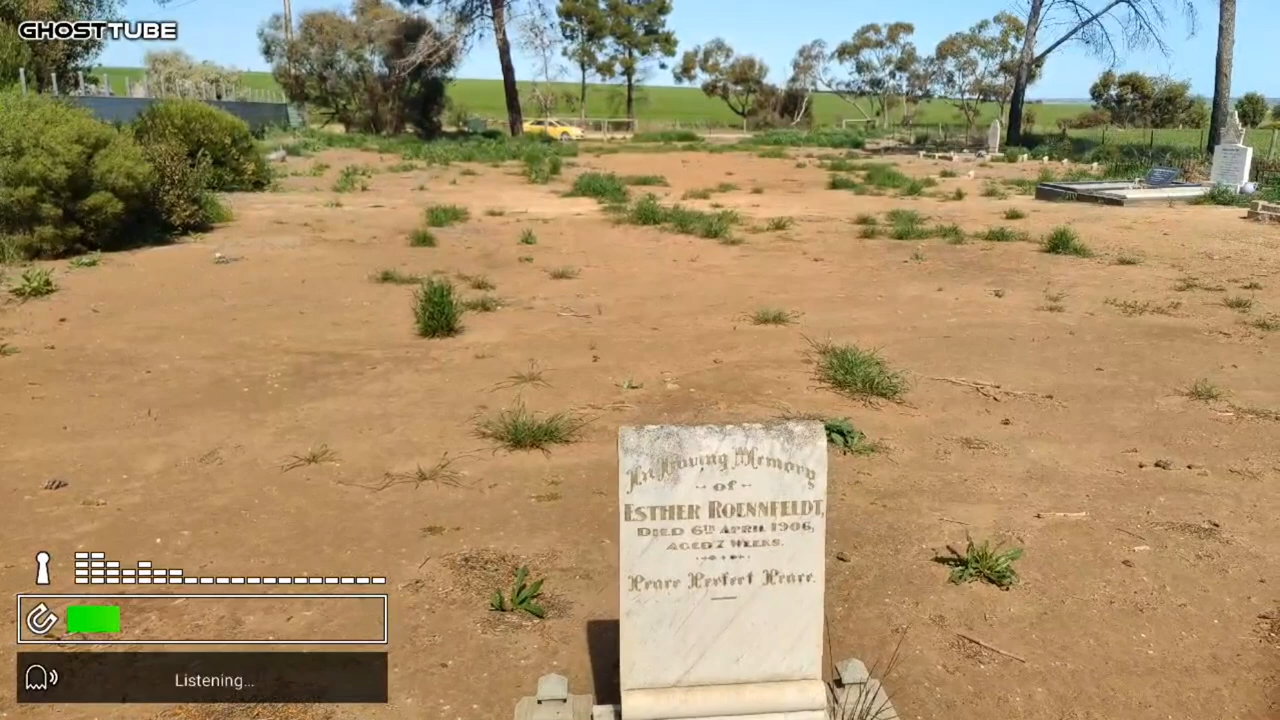 GHOSTTUBE
In Loving Memory
of
ESTHER ROENNFELDT,
DIED 6TH APRIL 1906,
AGED 7 WEEKS.
Peace Perfect Peace.
Listening...